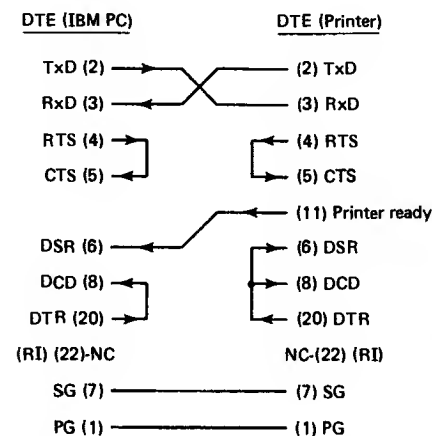 DTE (IBM PC) DTE (Printer)
TxD (2) (2) TxD
RxD (3) (3) RxD
RTS (4) (4) RTS
CTS (5) (5) CTS
(11) Printer ready
DSR (6) (6) DSR
DCD (8) (8) DCD
DTR (20) (20) DTR
(RI) (22)-NC NC-(22) (RI)
SG (7) (7) SG
PG (1) (1) PG